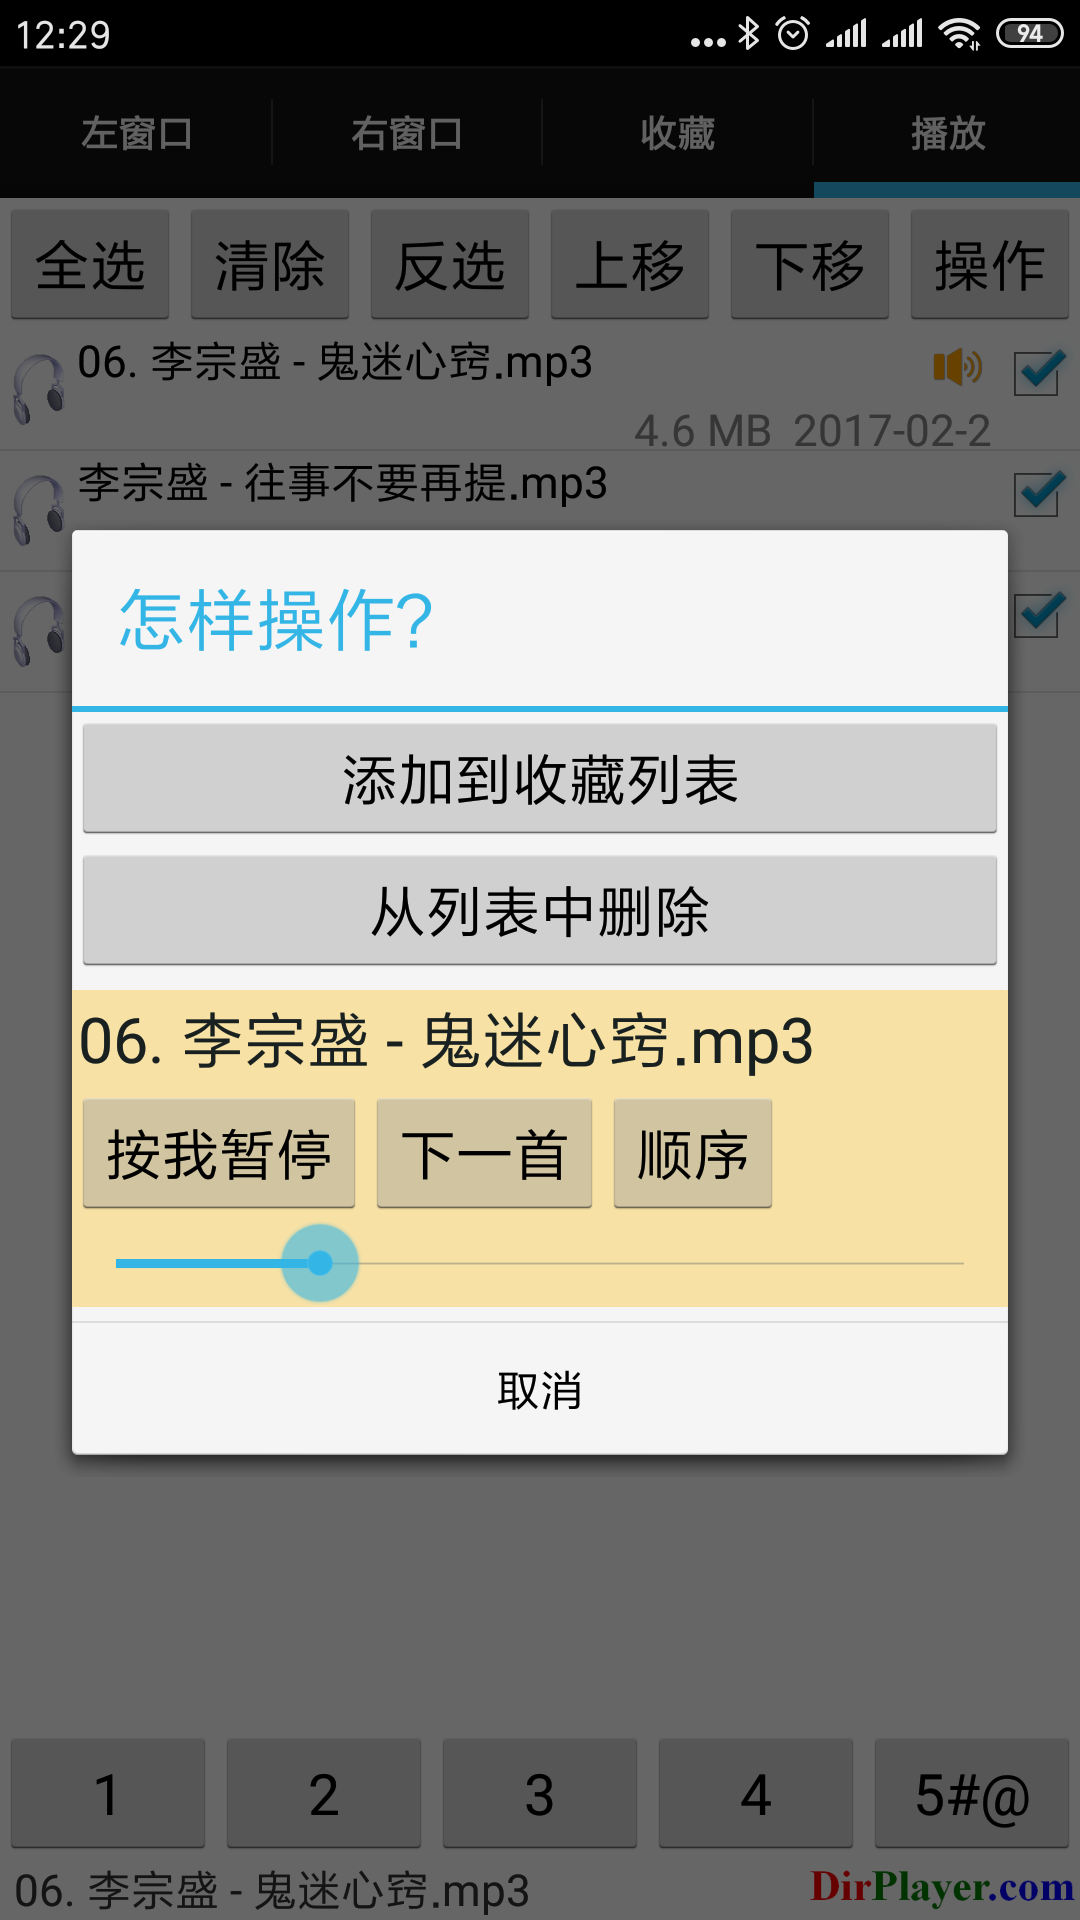 12:29
94
左窗口 右窗口 收藏 播放
全选 清除 反选 上移 下移 操作
06. 李宗盛 - 鬼迷心窍.mp3
4.6 MB 2017-02-2
李宗盛 - 往事不要再提.mp3
怎样操作?
添加到收藏列表
从列表中删除
06. 李宗盛 - 鬼迷心窍.mp3
按我暂停 下一首 顺序
取消
1 2 3 4 5#@
06. 李宗盛 - 鬼迷心窍.mp3
DirPlayer.com